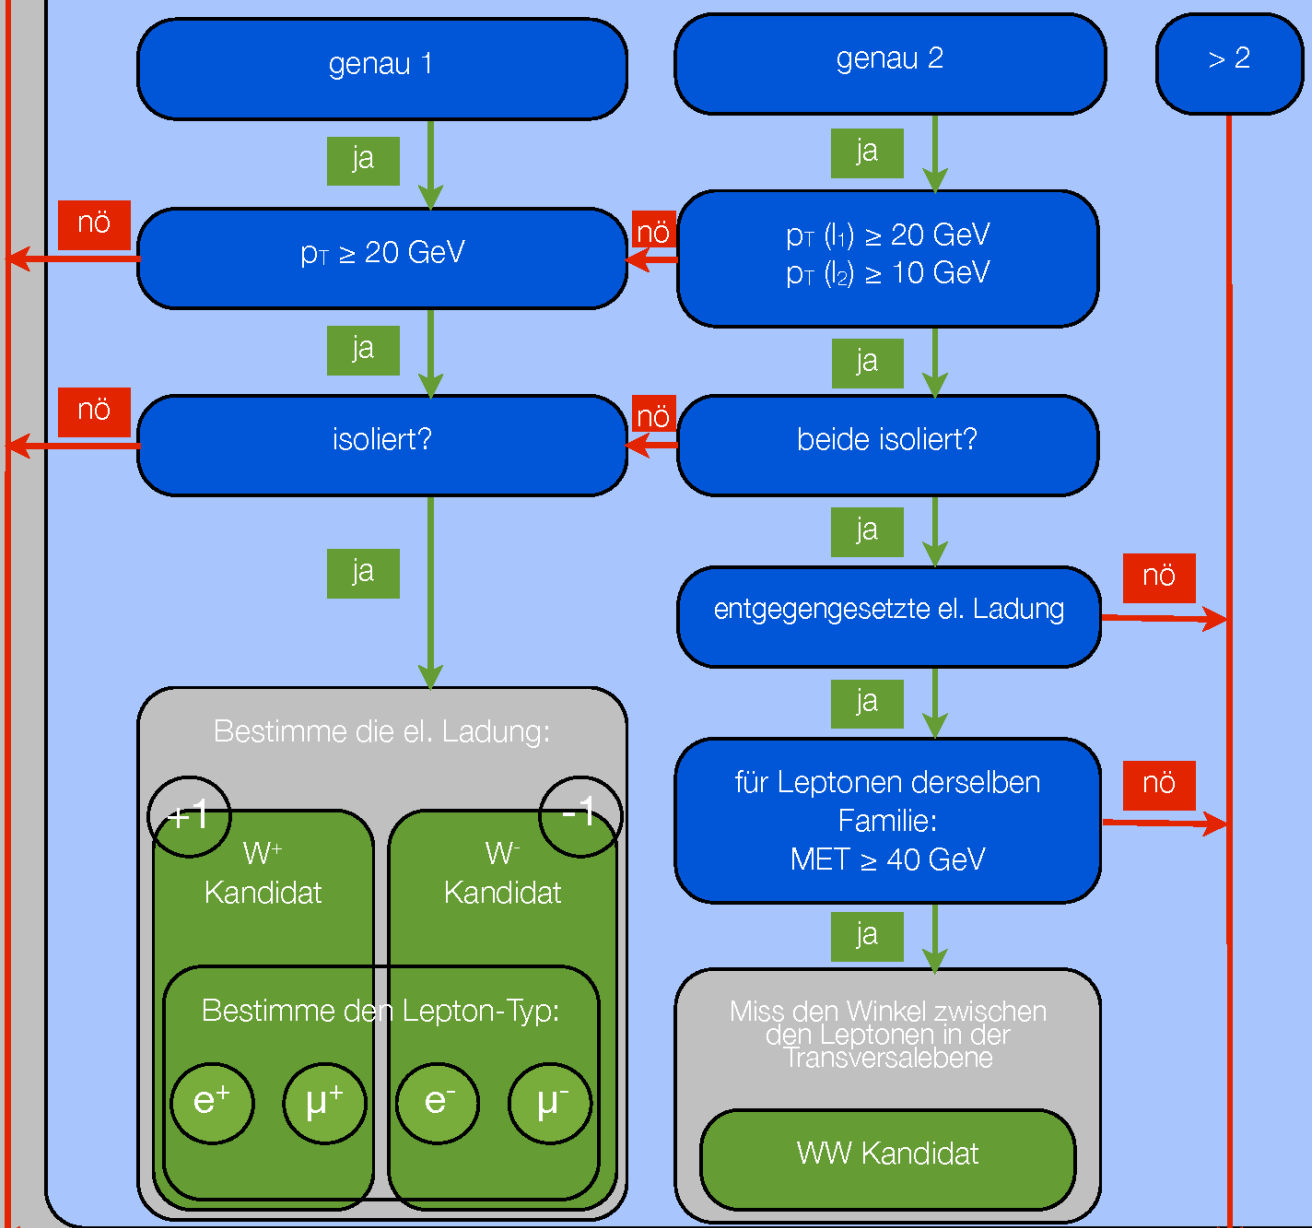 genau 1
genau 2
> 2
ja
ja
nö
pT ≥ 20 GeV
nö
pT (l1) ≥ 20 GeV
pT (l2) ≥ 10 GeV
ja
ja
nö
isoliert?
nö
beide isoliert?
ja
ja
entgegengesetzte el. Ladung
nö
ja
Bestimme die el. Ladung:
+1
-1
W+
Kandidat
W-
Kandidat
für Leptonen derselben
Familie:
MET ≥ 40 GeV
nö
ja
Bestimme den Lepton-Typ:
e+
μ+
e-
μ-
Miss den Winkel zwischen
den Leptonen in der
Transversalebene
WW Kandidat